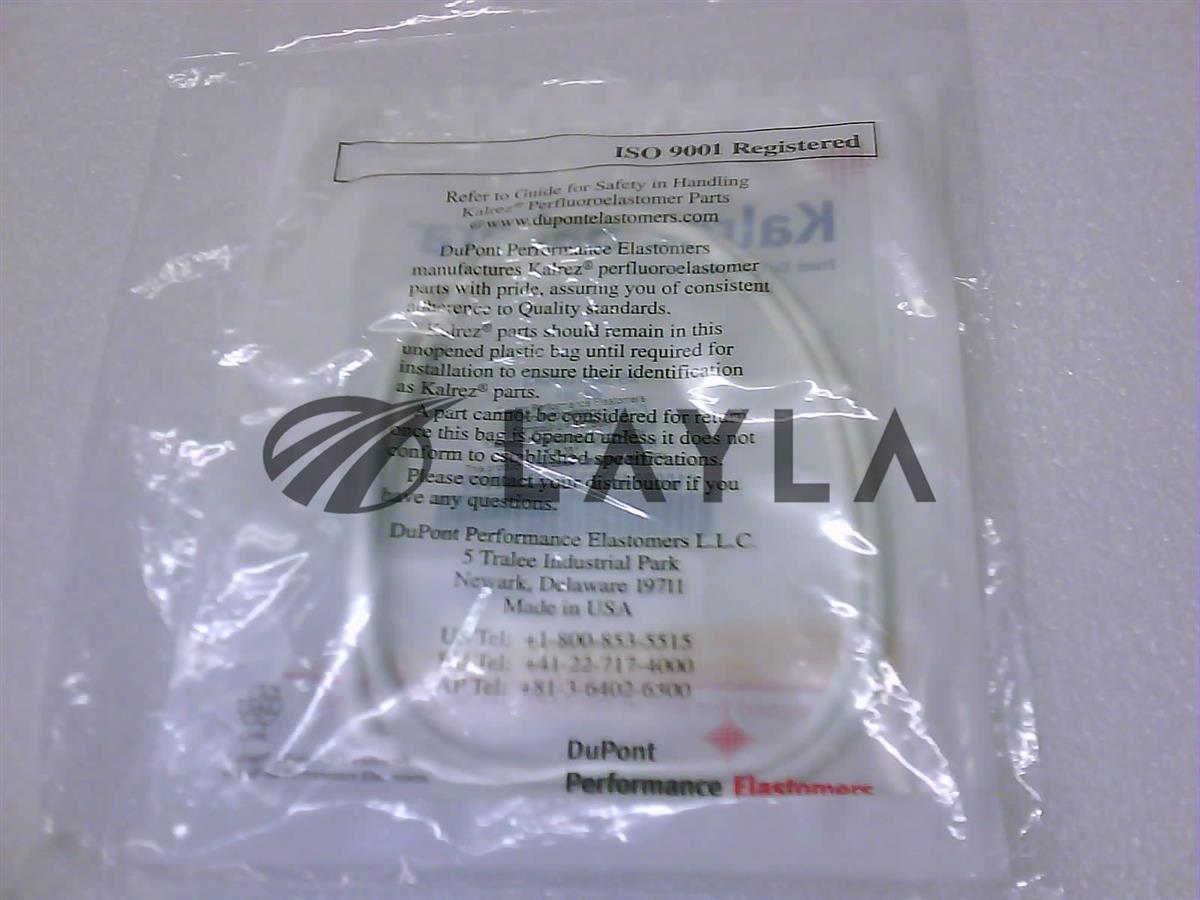 ISO 9001 Registered
Refer to Guide for Safety in Handling
Kalrez® Perfluoroelastomer Parts
@www.dupontelastomers.com
DuPont Performance Elastomers
manufactures Kalrez® perfluoroelastomer
parts with pride, assuring you of consistent
adherence to Quality standards.
Kalrez® parts should remain in this
unopened plastic bag until required for
installation to ensure their identification
as Kalrez® parts.
A part cannot be considered for return
once this bag is opened unless it does not
conform to established specifications.
Please contact your distributor if you
have any questions.
LAYLA
DuPont Performance Elastomers L.L.C.
5 Tralee Industrial Park
Newark, Delaware 19711
Made in USA
US Tel: +1-800-853-5515
EU Tel: +41-22-717-4000
AP Tel: +81-3-6402-6300
DuPont
Performance Elastomers